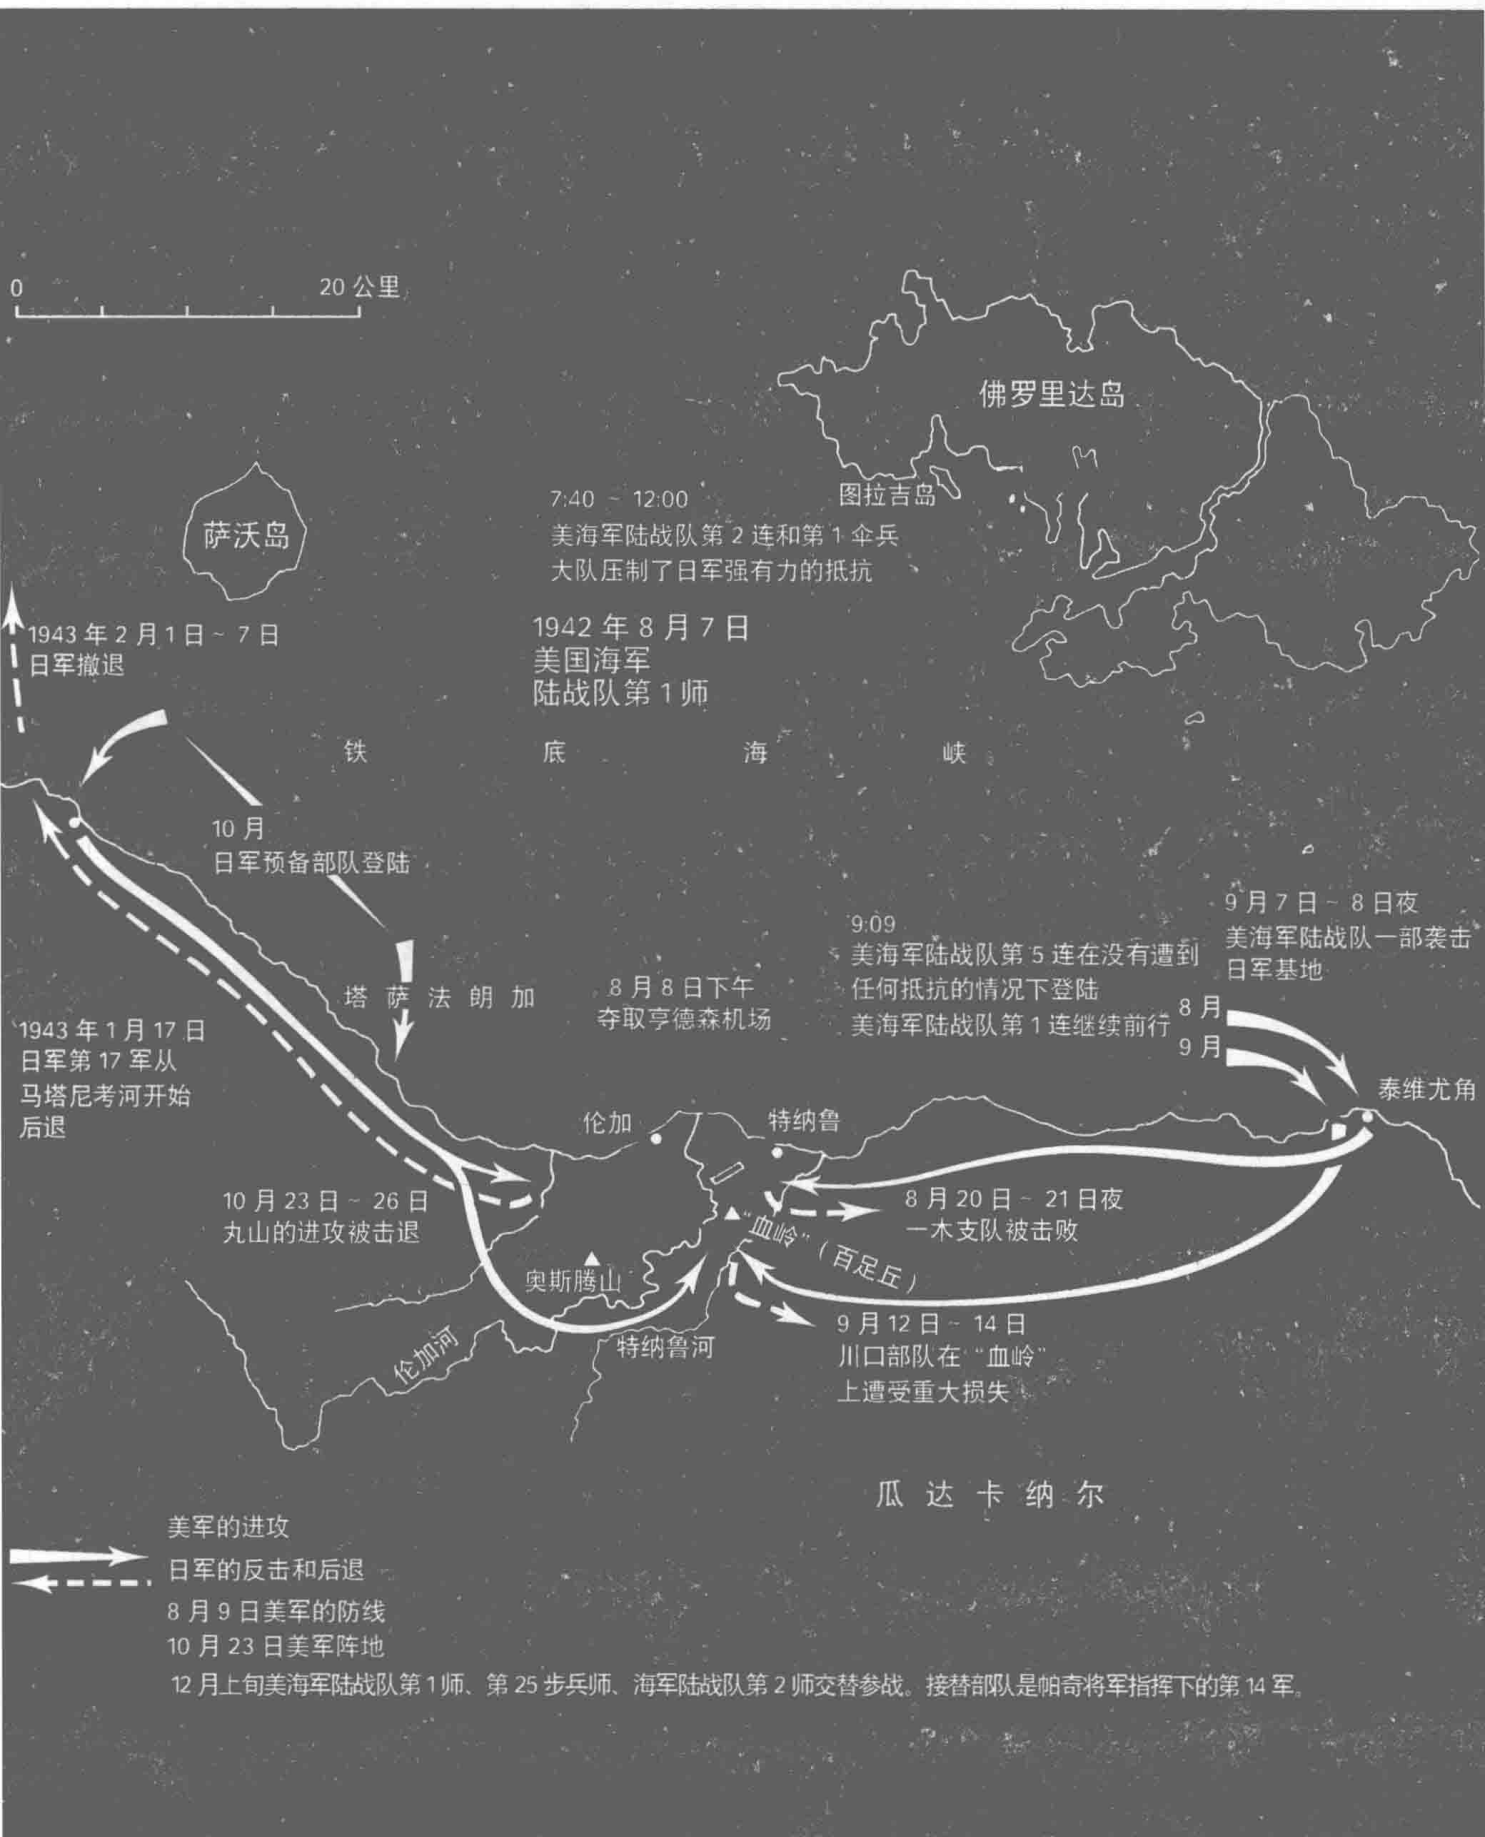 0 20 公里
佛罗里达岛
图拉吉岛
萨沃岛
7:40 ~ 12:00
美海军陆战队第 2 连和第 1 伞兵
大队压制了日军强有力的抵抗
1942 年 8 月 7 日
美国海军
陆战队第 1 师
1943 年 2 月 1 日 ~ 7 日
日军撤退
铁 底 海 峡
10 月
日军预备部队登陆
9 月 7 日 ~ 8 日夜
美海军陆战队一部袭击
日军基地
9:09
美海军陆战队第 5 连在没有遭到
任何抵抗的情况下登陆
美海军陆战队第 1 连继续前行
8 月
9 月
塔 萨 法 朗 加
8 月 8 日下午
夺取亨德森机场
1943 年 1 月 17 日
日军第 17 军从
马塔尼考河开始
后退
泰维尤角
伦加
特纳鲁
10 月 23 日 ~ 26 日
丸山的进攻被击退
8 月 20 日 ~ 21 日夜
一木支队被击败
“血岭”（百足丘）
奥斯腾山
9 月 12 日 ~ 14 日
川口部队在“血岭”
上遭受重大损失
特纳鲁河
伦加河
瓜 达 卡 纳 尔
美军的进攻
日军的反击和后退
8 月 9 日美军的防线
10 月 23 日美军阵地
12 月上旬美海军陆战队第 1 师、第 25 步兵师、海军陆战队第 2 师交替参战。接替部队是帕奇将军指挥下的第 14 军。